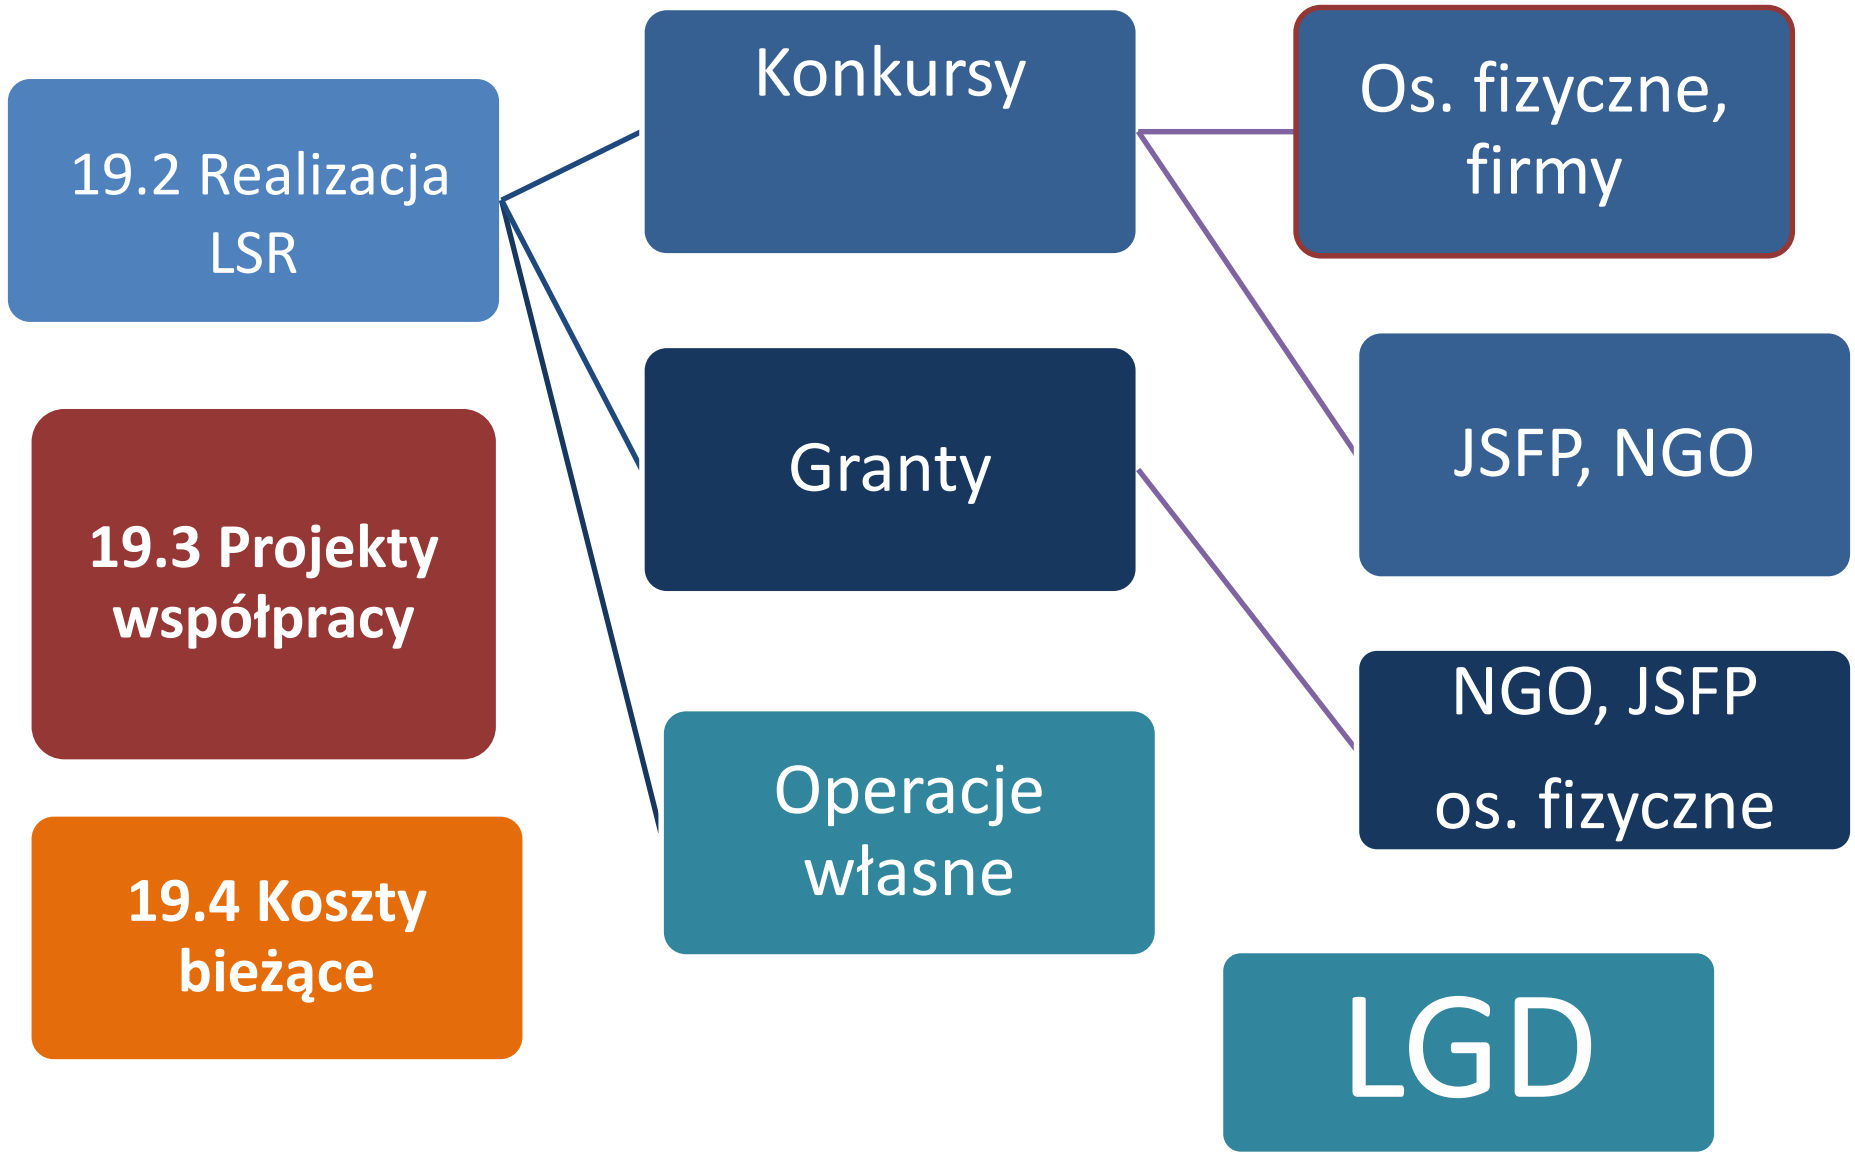 19.2 Realizacja
LSR
19.3 Projekty
współpracy
19.4 Koszty
bieżące
Konkursy
Granty
Operacje
własne
Os. fizyczne,
firmy
JSFP, NGO
NGO, JSFP
os. fizyczne
LGD